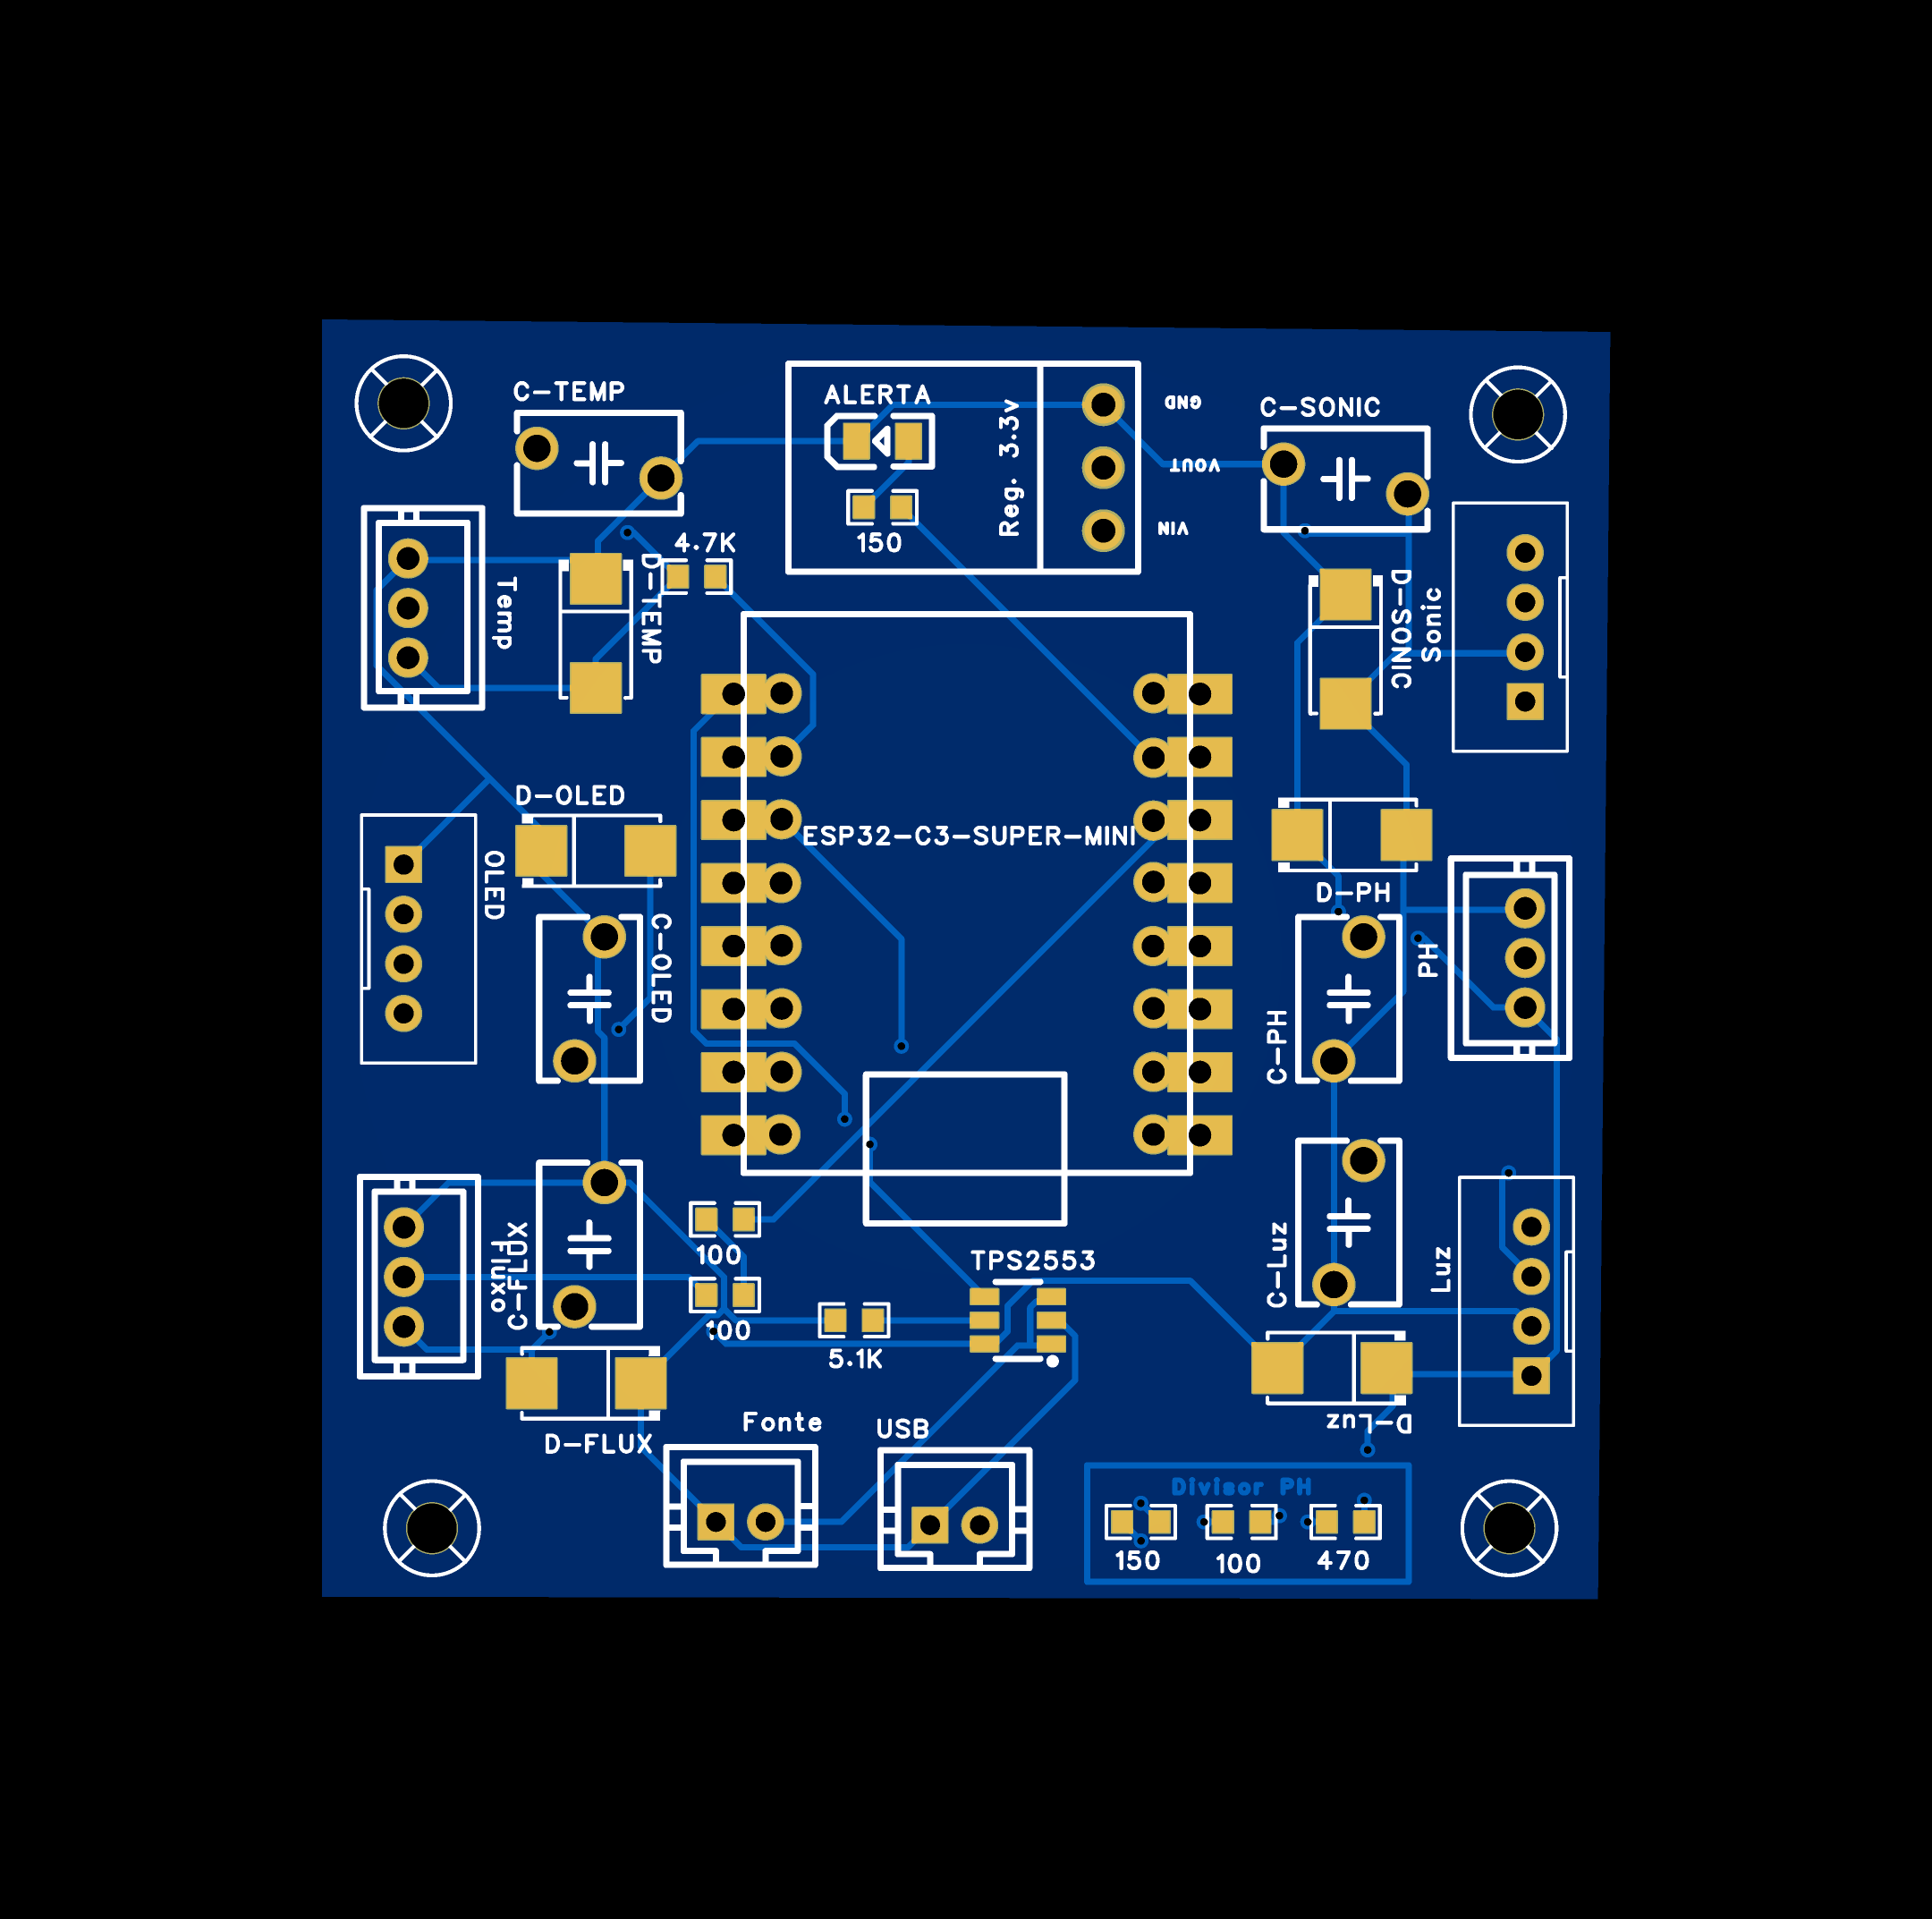 C-TEMP
ALERTA
Reg. 3.3v
GND
VOUT
VIN
C-SONIC
150
4.7K
D-TEMP
Temp
D-SONIC
Sonic
D-OLED
ESP32-C3-SUPER-MINI
OLED
C-OLED
D-PH
PH
C-PH
C-FLUX
Fluxo
100
100
TPS2553
5.1K
C-Luz
Luz
D-Luz
D-FLUX
Fonte
USB
Divisor PH
150
100
470